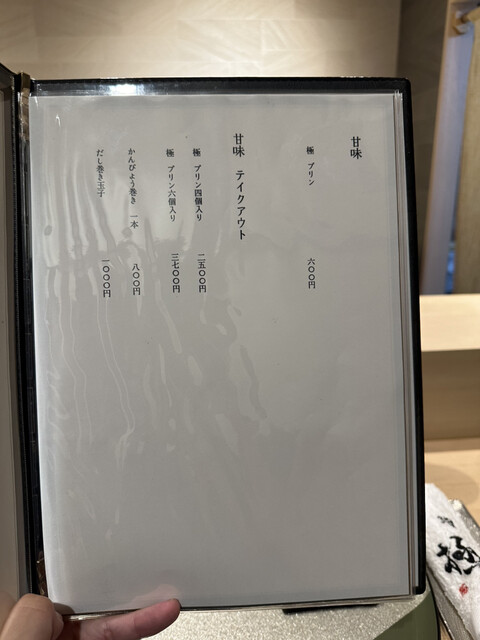 甘味
極 プリン 六〇〇円
甘味 テイクアウト
極 プリン四個入り 二五〇〇円
極 プリン六個入り 三七〇〇円
かんぴょう巻き 一本 八〇〇円
だし巻き玉子 一〇〇〇円
極